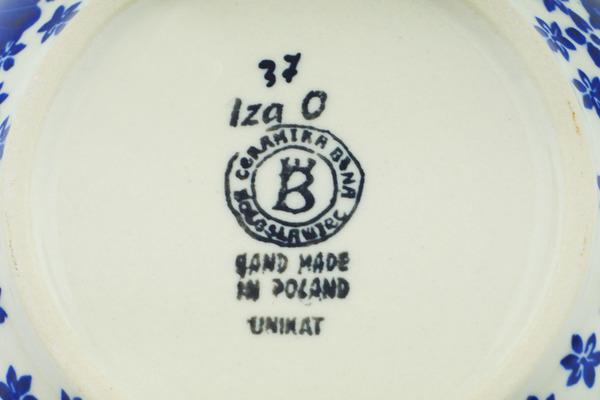 37
Iza O
CERAMIKA BONA
BOLESŁAWIEC
B
HAND MADE
IN POLAND
UNIKAT